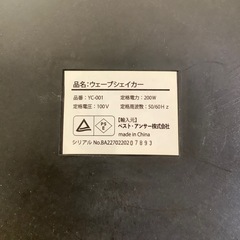 品名：ウェーブシェイカー
型番：YC-001 定格電力：200W
定格電圧：100V 定格周波数：50/60Hz
【輸入元】
ベスト・アンサー株式会社
made in China
シリアル No.BA2270220207893